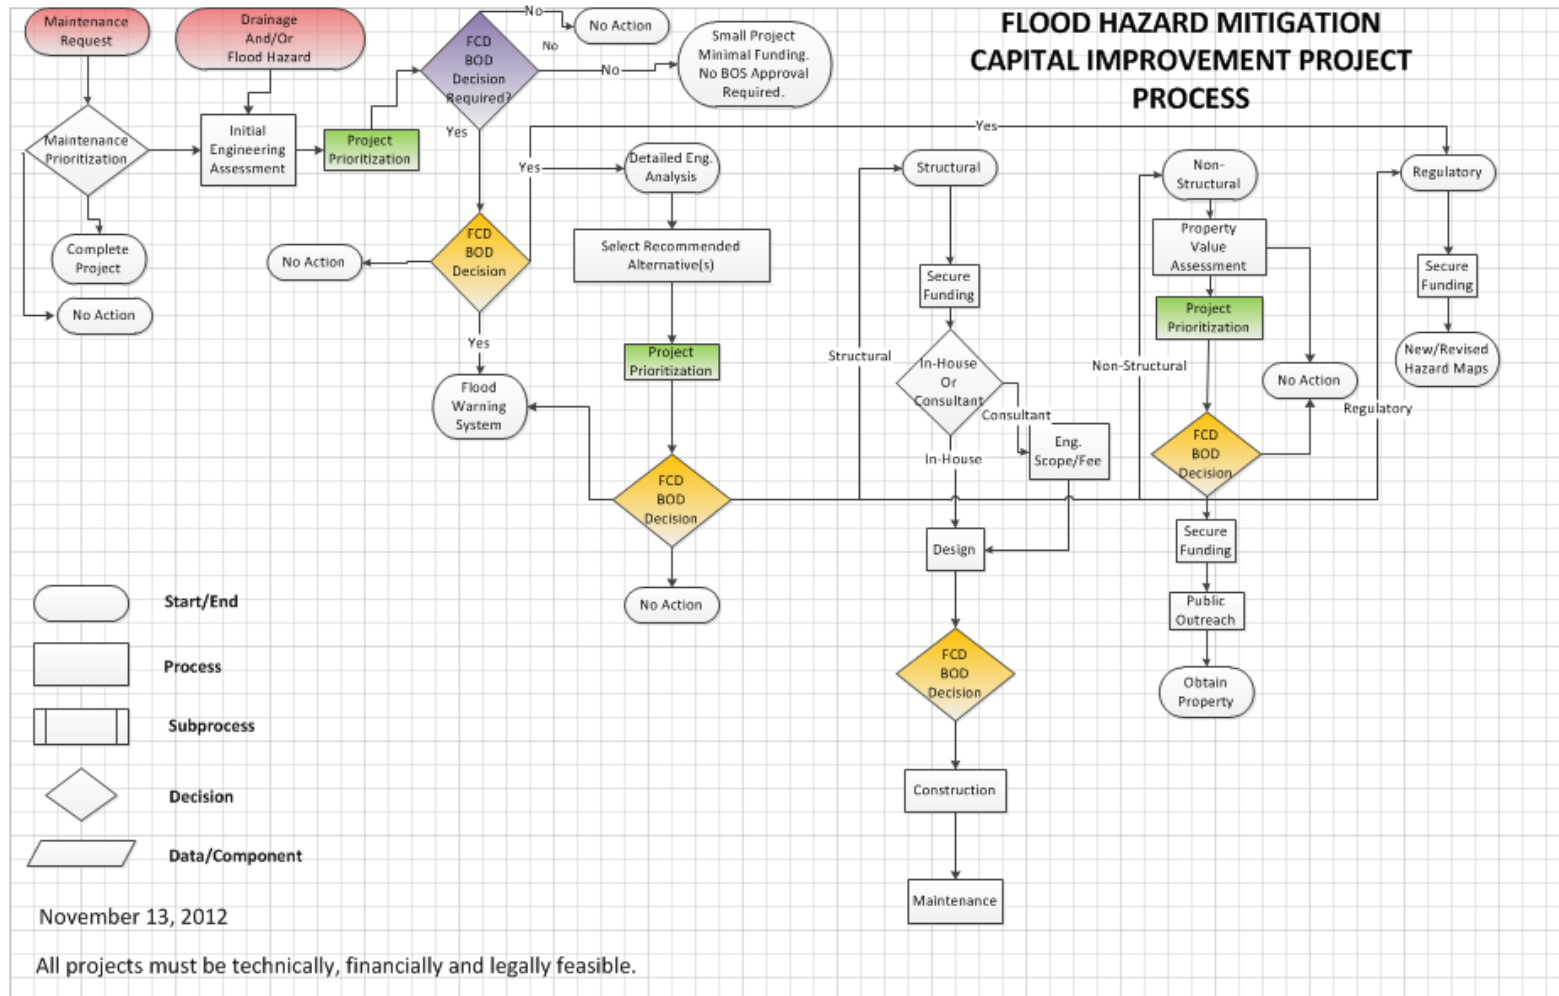 FLOOD HAZARD MITIGATION
CAPITAL IMPROVEMENT PROJECT
PROCESS
Maintenance
Request
Drainage
And/Or
Flood Hazard
FCD
BOD
Decision
Required?
No
No Action
No
No
Small Project
Minimal Funding.
No BOS Approval
Required.
Maintenance
Prioritization
Initial
Engineering
Assessment
Project
Prioritization
Yes
Yes
Yes
Detailed Eng.
Analysis
Structural
Non-
Structural
Regulatory
Complete
Project
No Action
No Action
FCD
BOD
Decision
Select Recommended
Alternative(s)
Secure
Funding
Property
Value
Assessment
Secure
Funding
Project
Prioritization
Yes
Project
Prioritization
Structural
In-House
Or
Consultant
Non-Structural
No Action
New/Revised
Hazard Maps
Flood
Warning
System
Consultant
Regulatory
Eng.
Scope/Fee
In-House
FCD
BOD
Decision
FCD
BOD
Decision
Design
Secure
Funding
No Action
Public
Outreach
FCD
BOD
Decision
Obtain
Property
Construction
Maintenance
Start/End
Process
Subprocess
Decision
Data/Component
November 13, 2012
All projects must be technically, financially and legally feasible.